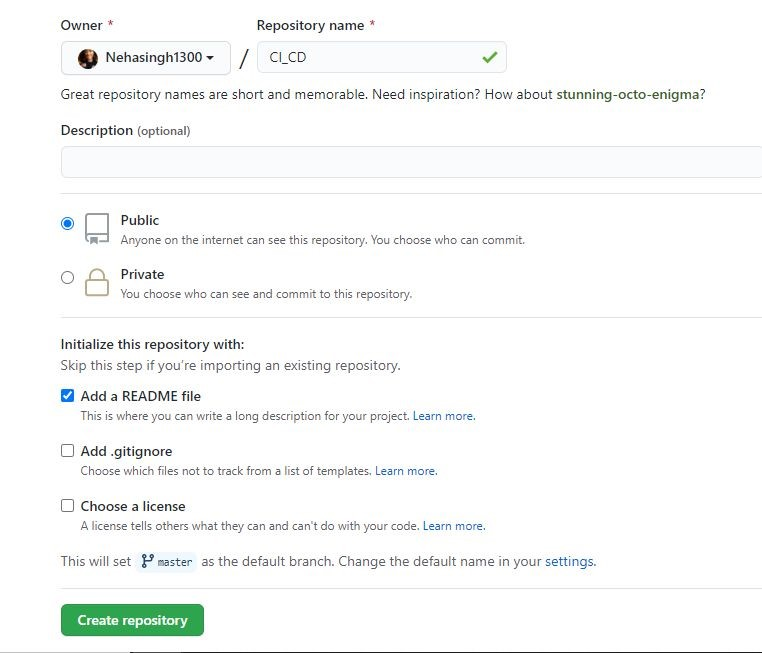 Owner *
Repository name *
Nehasingh1300 / CI_CD
Great repository names are short and memorable. Need inspiration? How about stunning-octo-enigma?
Description (optional)
Public
Anyone on the internet can see this repository. You choose who can commit.
Private
You choose who can see and commit to this repository.
Initialize this repository with:
Skip this step if you're importing an existing repository.
Add a README file
This is where you can write a long description for your project. Learn more.
Add .gitignore
Choose which files not to track from a list of templates. Learn more.
Choose a license
A license tells others what they can and can't do with your code. Learn more.
This will set master as the default branch. Change the default name in your settings.
Create repository